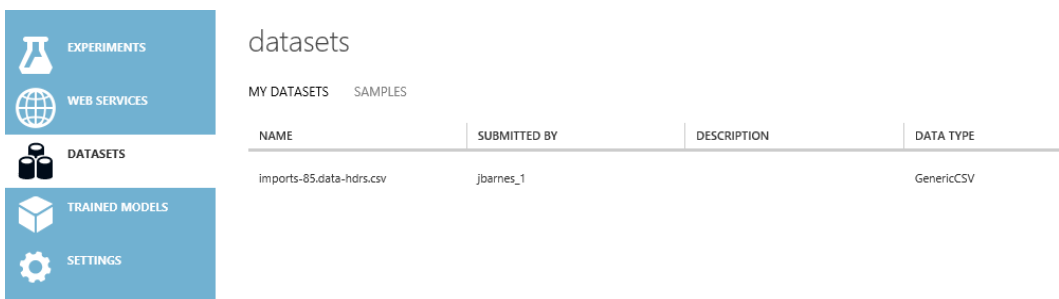 EXPERIMENTS
WEB SERVICES
DATASETS
TRAINED MODELS
SETTINGS
datasets
MY DATASETS SAMPLES
NAME SUBMITTED BY DESCRIPTION DATA TYPE
imports-85.data-hdrs.csv jbarnes_1 GenericCSV